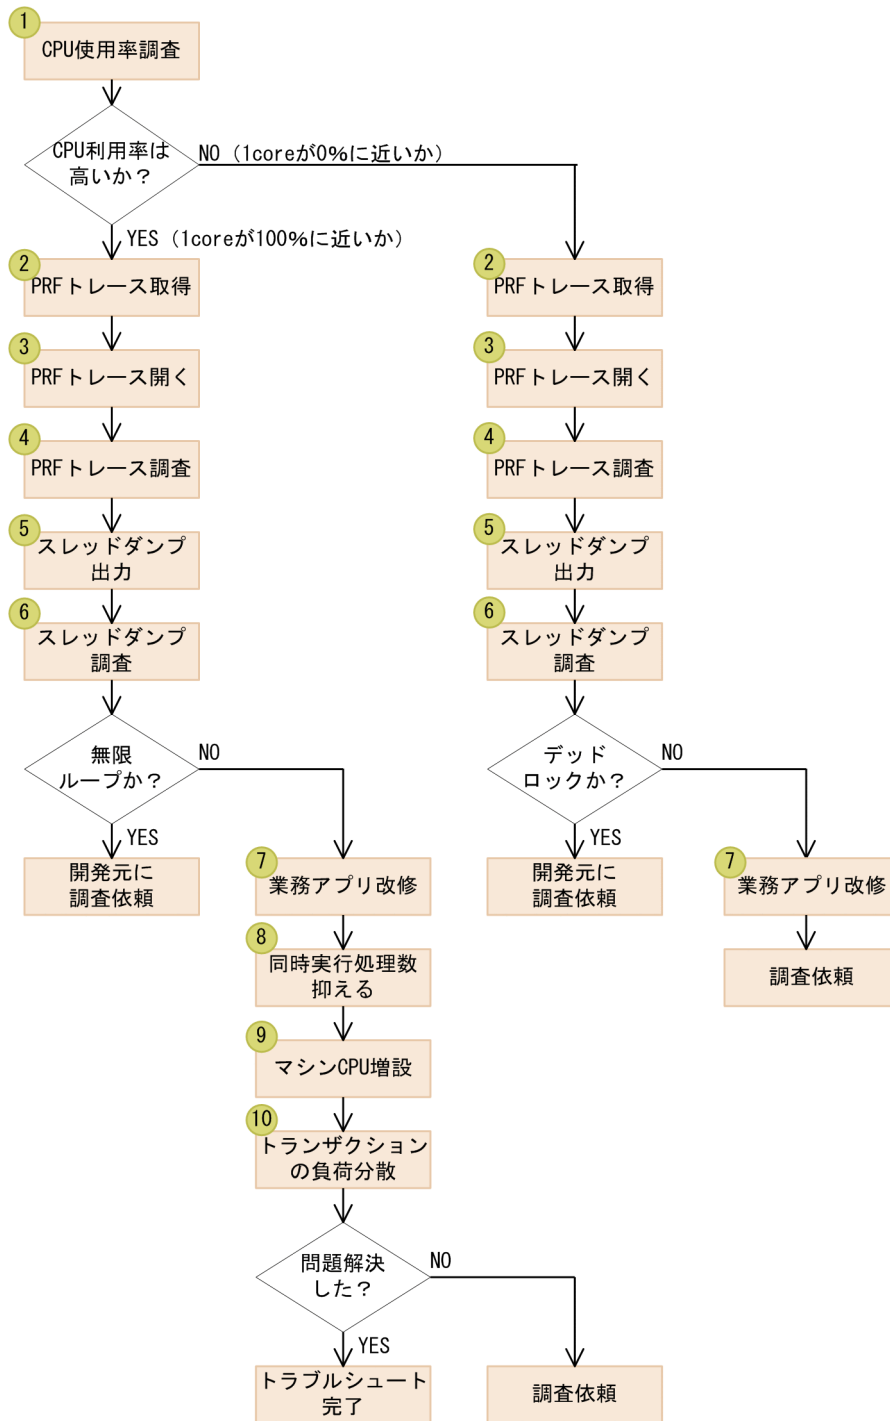 1
CPU使用率調査
CPU利用率は
高いか？
NO（1coreが0%に近いか）
YES（1coreが100%に近いか）
2
PRFトレース取得
2
PRFトレース取得
3
PRFトレース開く
3
PRFトレース開く
4
PRFトレース調査
4
PRFトレース調査
5
スレッドダンプ
出力
5
スレッドダンプ
出力
6
スレッドダンプ
調査
6
スレッドダンプ
調査
無限
ループか？
NO
デッド
ロックか？
NO
YES
YES
開発元に
調査依頼
7
業務アプリ改修
開発元に
調査依頼
7
業務アプリ改修
8
同時実行処理数
抑える
調査依頼
9
マシンCPU増設
10
トランザクション
の負荷分散
問題解決
した？
NO
YES
トラブルシュート
完了
調査依頼